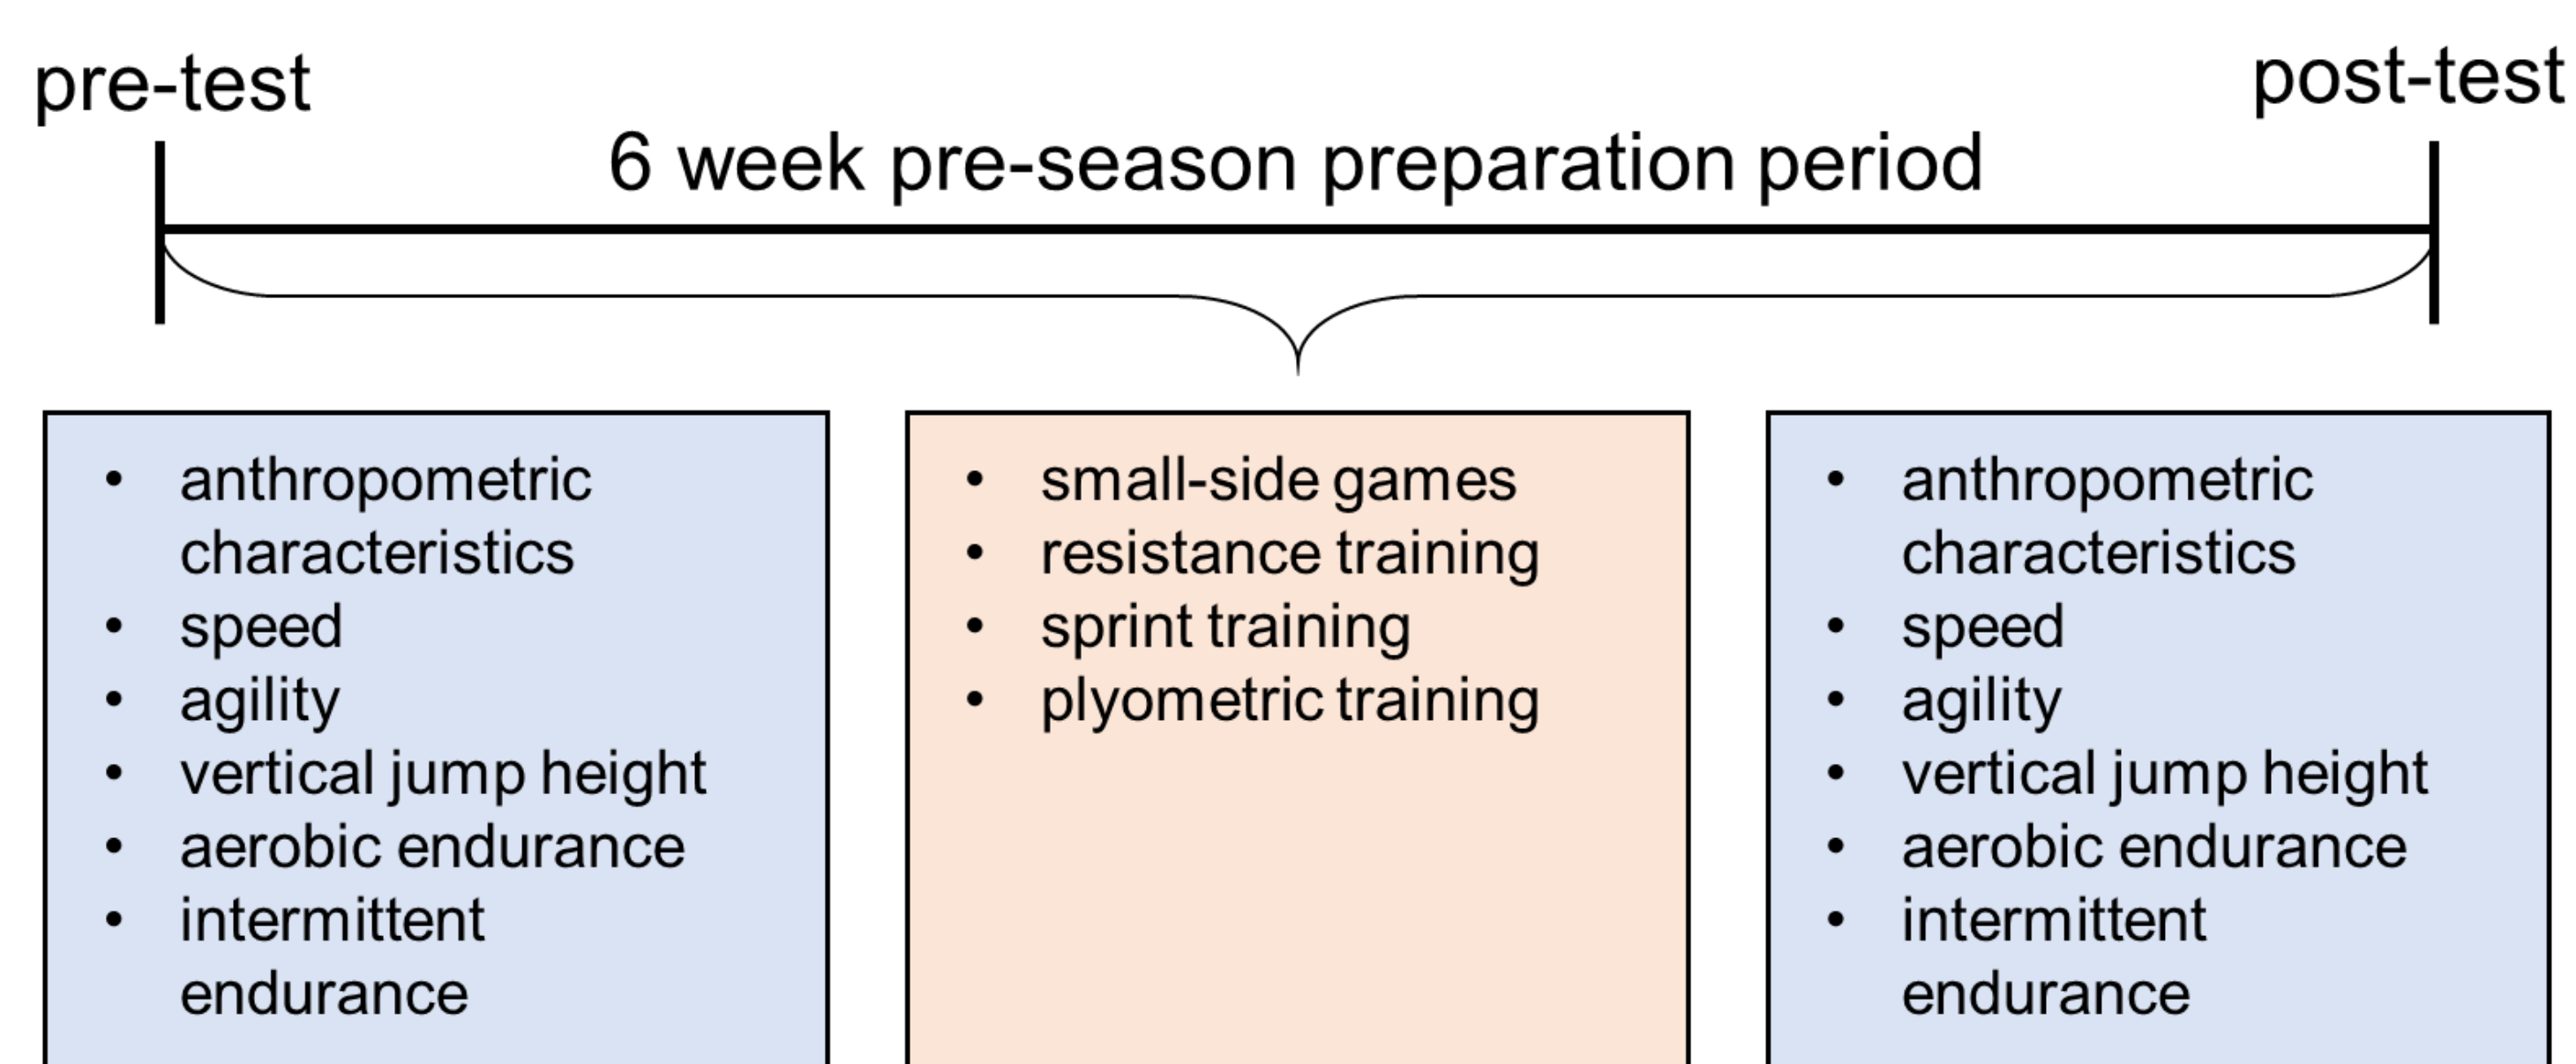 pre-test
post-test
6 week pre-season preparation period
• anthropometric
characteristics
• speed
• agility
• vertical jump height
• aerobic endurance
• intermittent
endurance
• small-side games
• resistance training
• sprint training
• plyometric training
• anthropometric
characteristics
• speed
• agility
• vertical jump height
• aerobic endurance
• intermittent
endurance